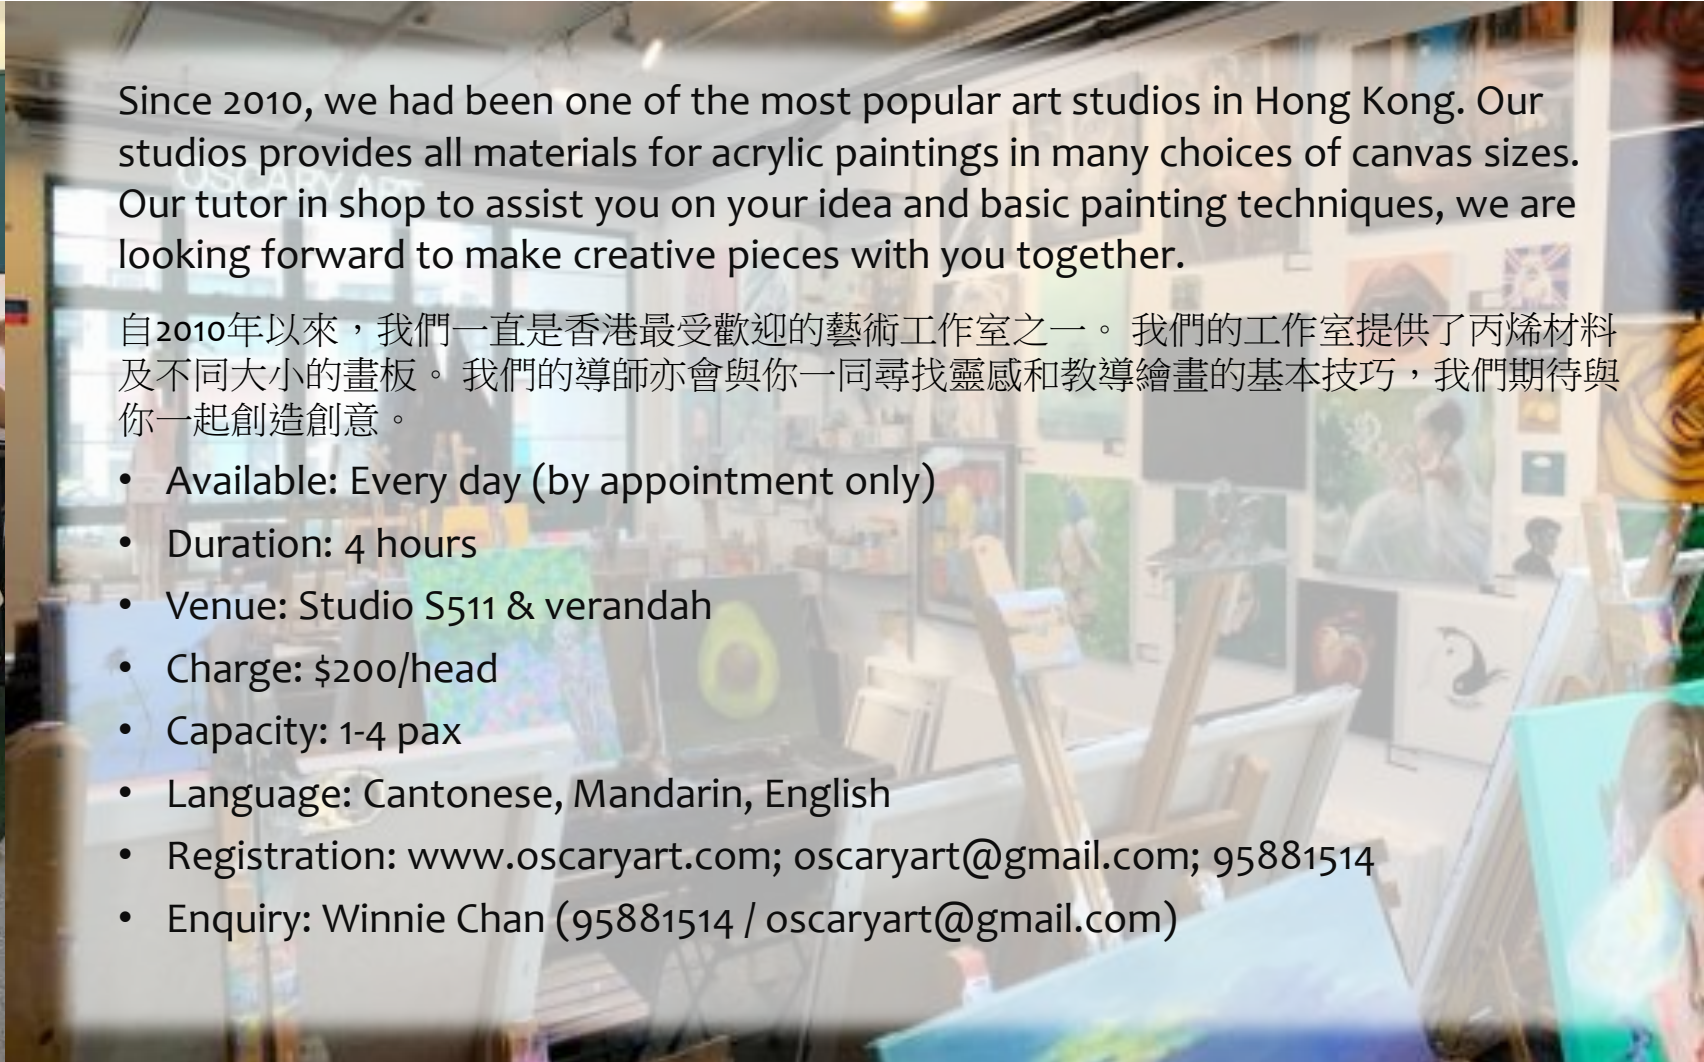 Since 2010, we had been one of the most popular art studios in Hong Kong. Our
studios provides all materials for acrylic paintings in many choices of canvas sizes.
OSCARY ART
Our tutor in shop to assist you on your idea and basic painting techniques, we are
looking forward to make creative pieces with you together.
自2010年以來，我們一直是香港最受歡迎的藝術工作室之一。 我們的工作室提供了丙烯材料
及不同大小的畫板。 我們的導師亦會與你一同尋找靈感和教導繪畫的基本技巧，我們期待與
你一起創造創意。
• Available: Every day (by appointment only)
• Duration: 4 hours
• Venue: Studio S511 & verandah
• Charge: $200/head
• Capacity: 1-4 pax
• Language: Cantonese, Mandarin, English
• Registration: www.oscaryart.com; oscaryart@gmail.com; 95881514
• Enquiry: Winnie Chan (95881514 / oscaryart@gmail.com)